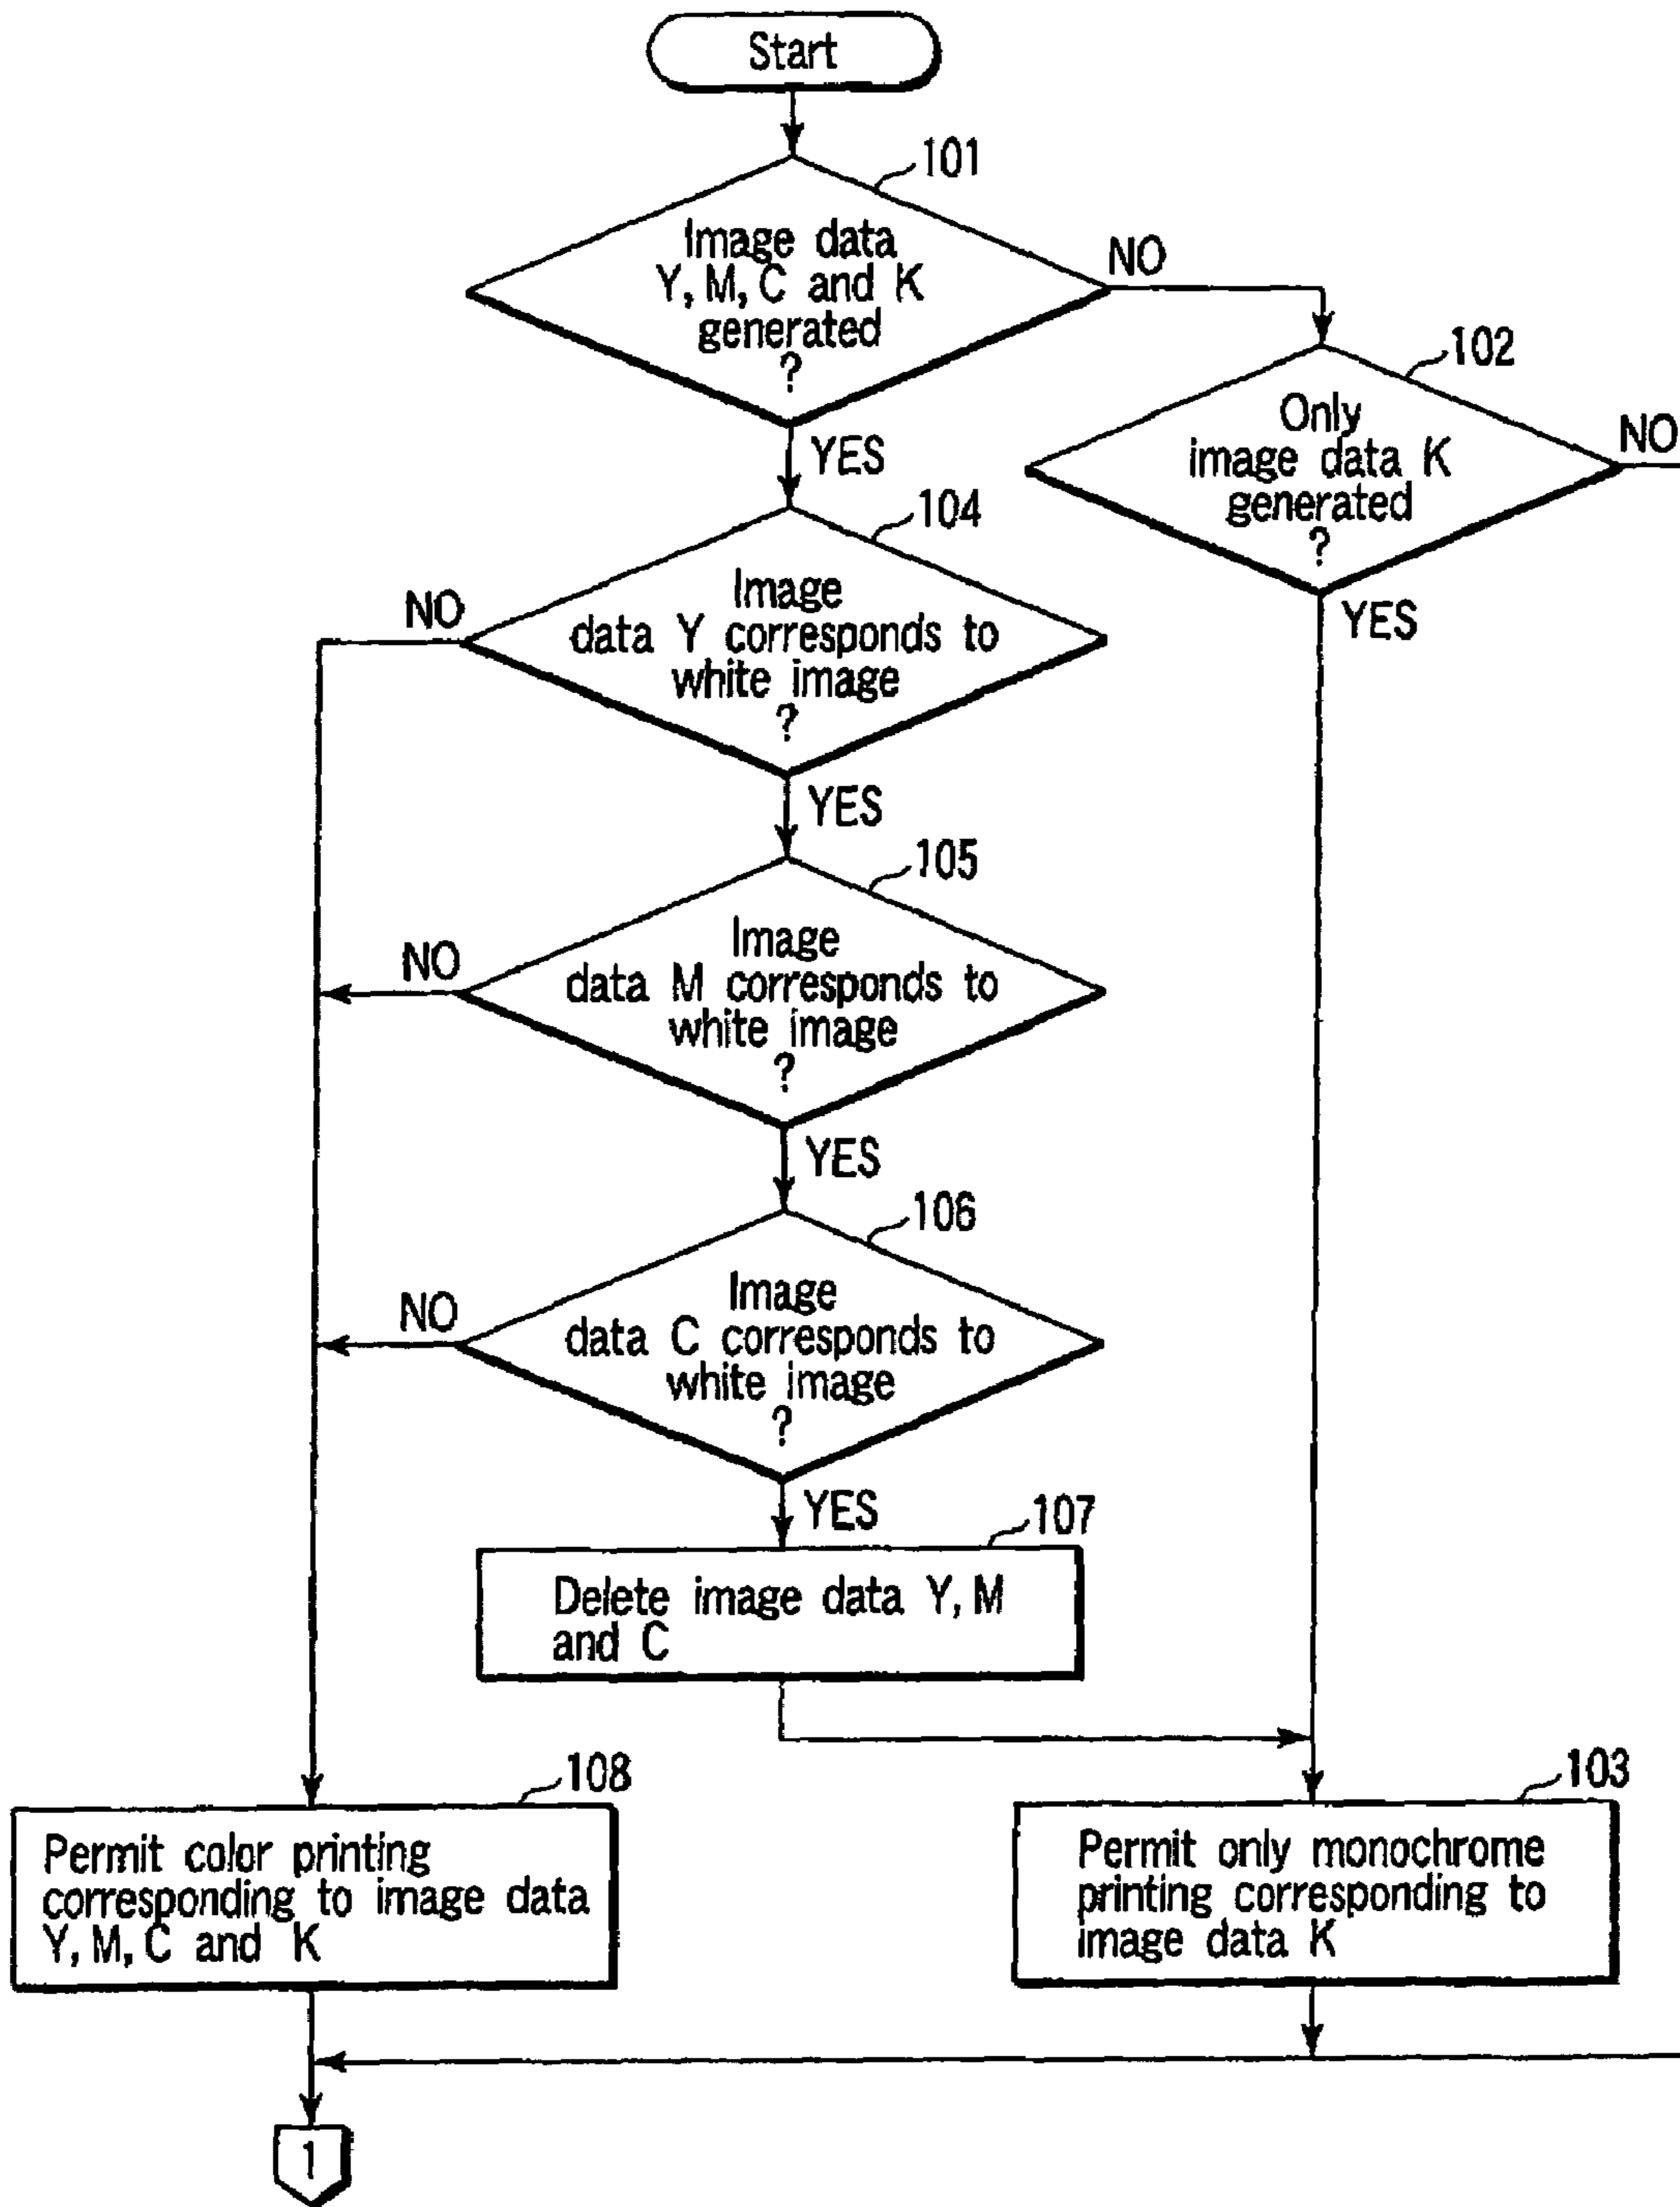 Start
101
Image data
Y, M, C and K
generated
?
NO
YES
102
Only
image data K
generated
?
NO
YES
104
Image
data Y corresponds to
white image
?
NO
YES
105
Image
data M corresponds to
white image
?
NO
YES
106
Image
data C corresponds to
white image
?
NO
YES
107
Delete image data Y, M
and C
108
Permit color printing
corresponding to image data
Y, M, C and K
103
Permit only monochrome
printing corresponding to
image data K
1